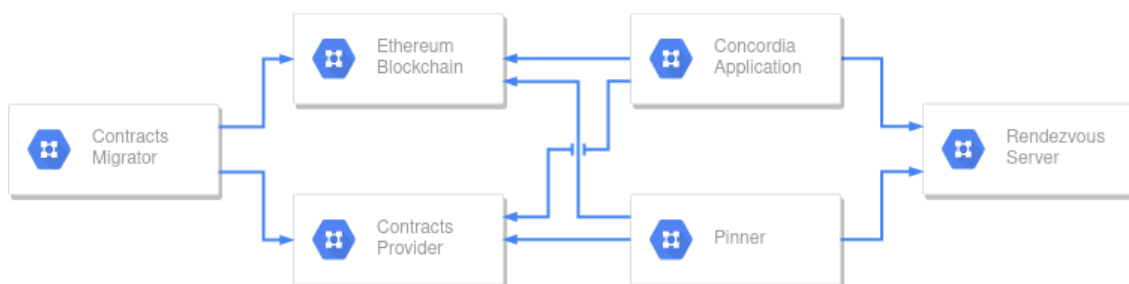 Ethereum
Blockchain
Concordia
Application
Contracts
Migrator
Rendezvous
Server
Contracts
Provider
Pinner